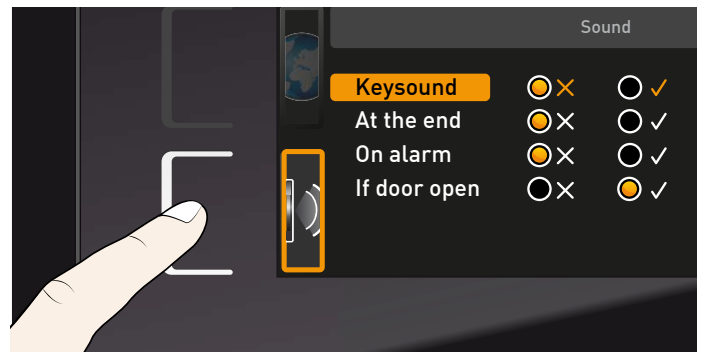 Sound
Keysound
At the end
On alarm
If door open